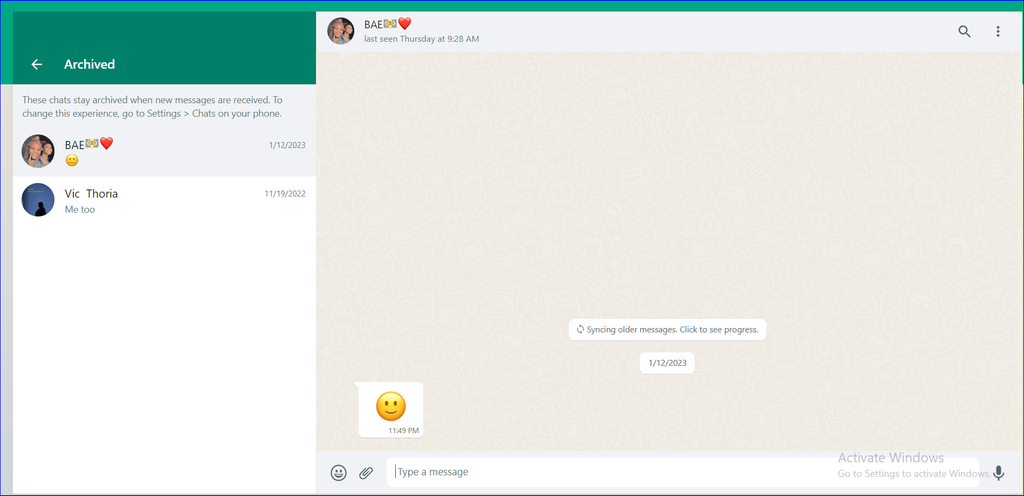 Archived
These chats stay archived when new messages are received. To
change this experience, go to Settings > Chats on your phone.
BAE💵❤️
1/12/2023
🙂
Vic Thoria
11/19/2022
Me too
BAE💵❤️
last seen Thursday at 9:28 AM
Syncing older messages. Click to see progress.
1/12/2023
🙂
11:49 PM
Type a message
Activate Windows
Go to Settings to activate Windows.